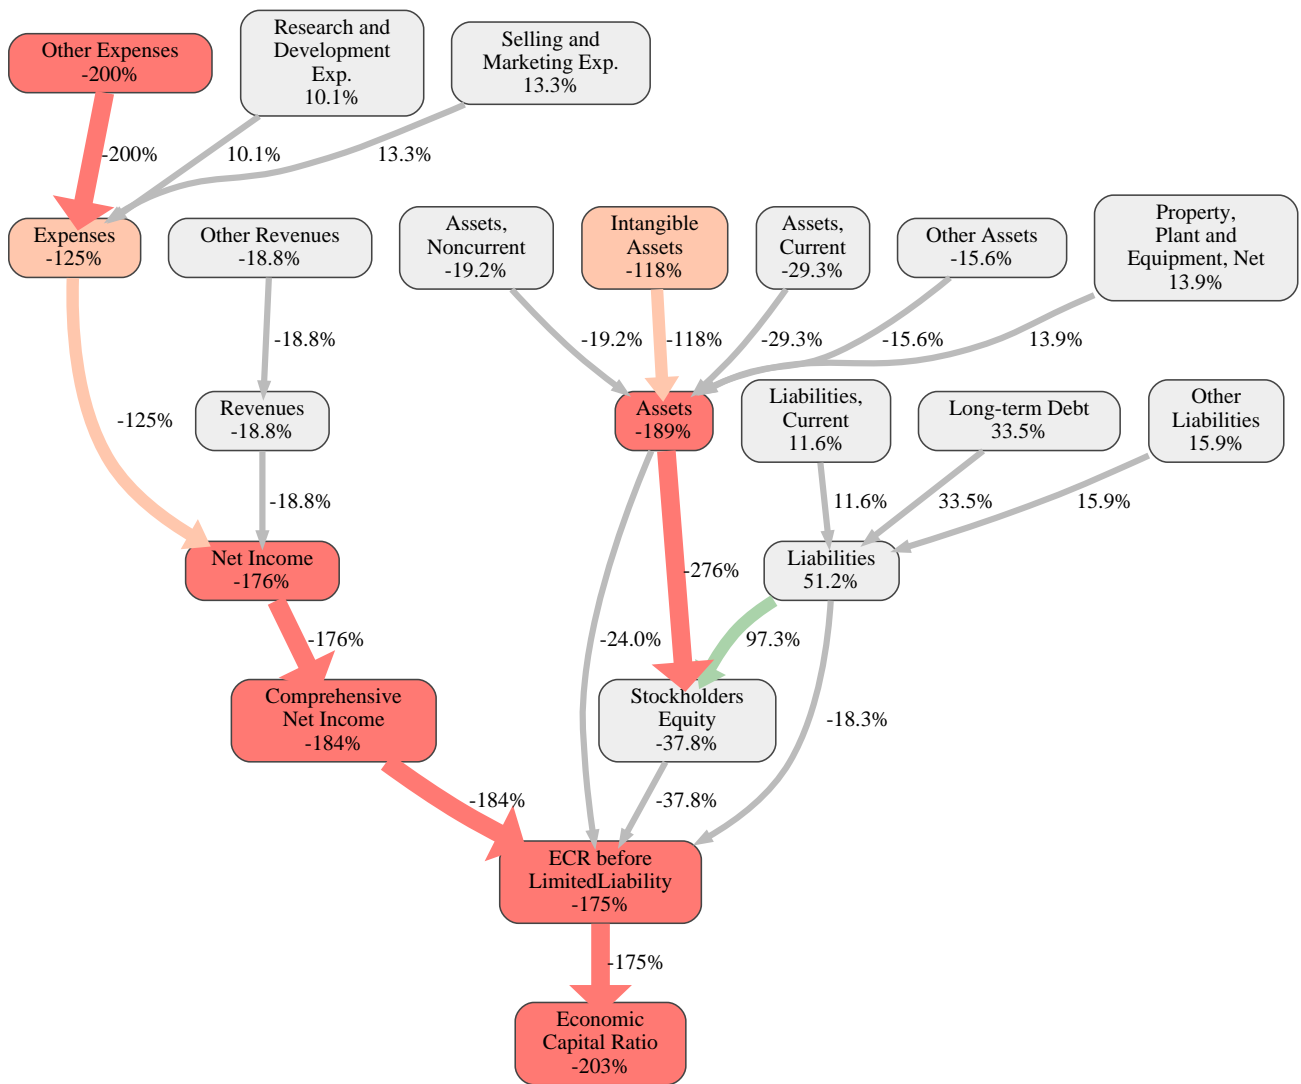 Other Expenses
-200%
Research and
Development
Exp.
10.1%
Selling and
Marketing Exp.
13.3%
-200%
10.1%
13.3%
Expenses
-125%
Other Revenues
-18.8%
Assets,
Noncurrent
-19.2%
Intangible
Assets
-118%
Assets,
Current
-29.3%
Other Assets
-15.6%
Property,
Plant and
Equipment, Net
13.9%
-18.8%
-19.2%
-118%
-29.3%
-15.6%
13.9%
-125%
Revenues
-18.8%
Assets
-189%
Liabilities,
Current
11.6%
Long-term Debt
33.5%
Other
Liabilities
15.9%
-18.8%
11.6%
33.5%
15.9%
Net Income
-176%
-276%
Liabilities
51.2%
-176%
-24.0%
97.3%
Comprehensive
Net Income
-184%
Stockholders
Equity
-37.8%
-18.3%
-184%
-37.8%
ECR before
LimitedLiability
-175%
-175%
Economic
Capital Ratio
-203%